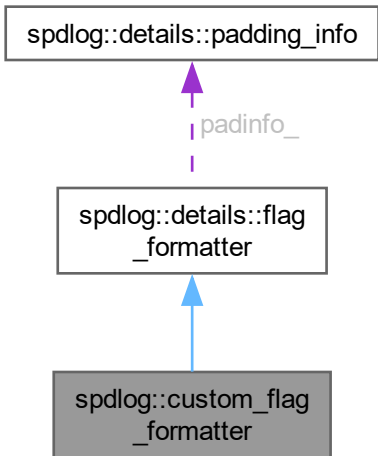 spdlog::details::padding_info
padinfo_
spdlog::details::flag
_formatter
spdlog::custom_flag
_formatter